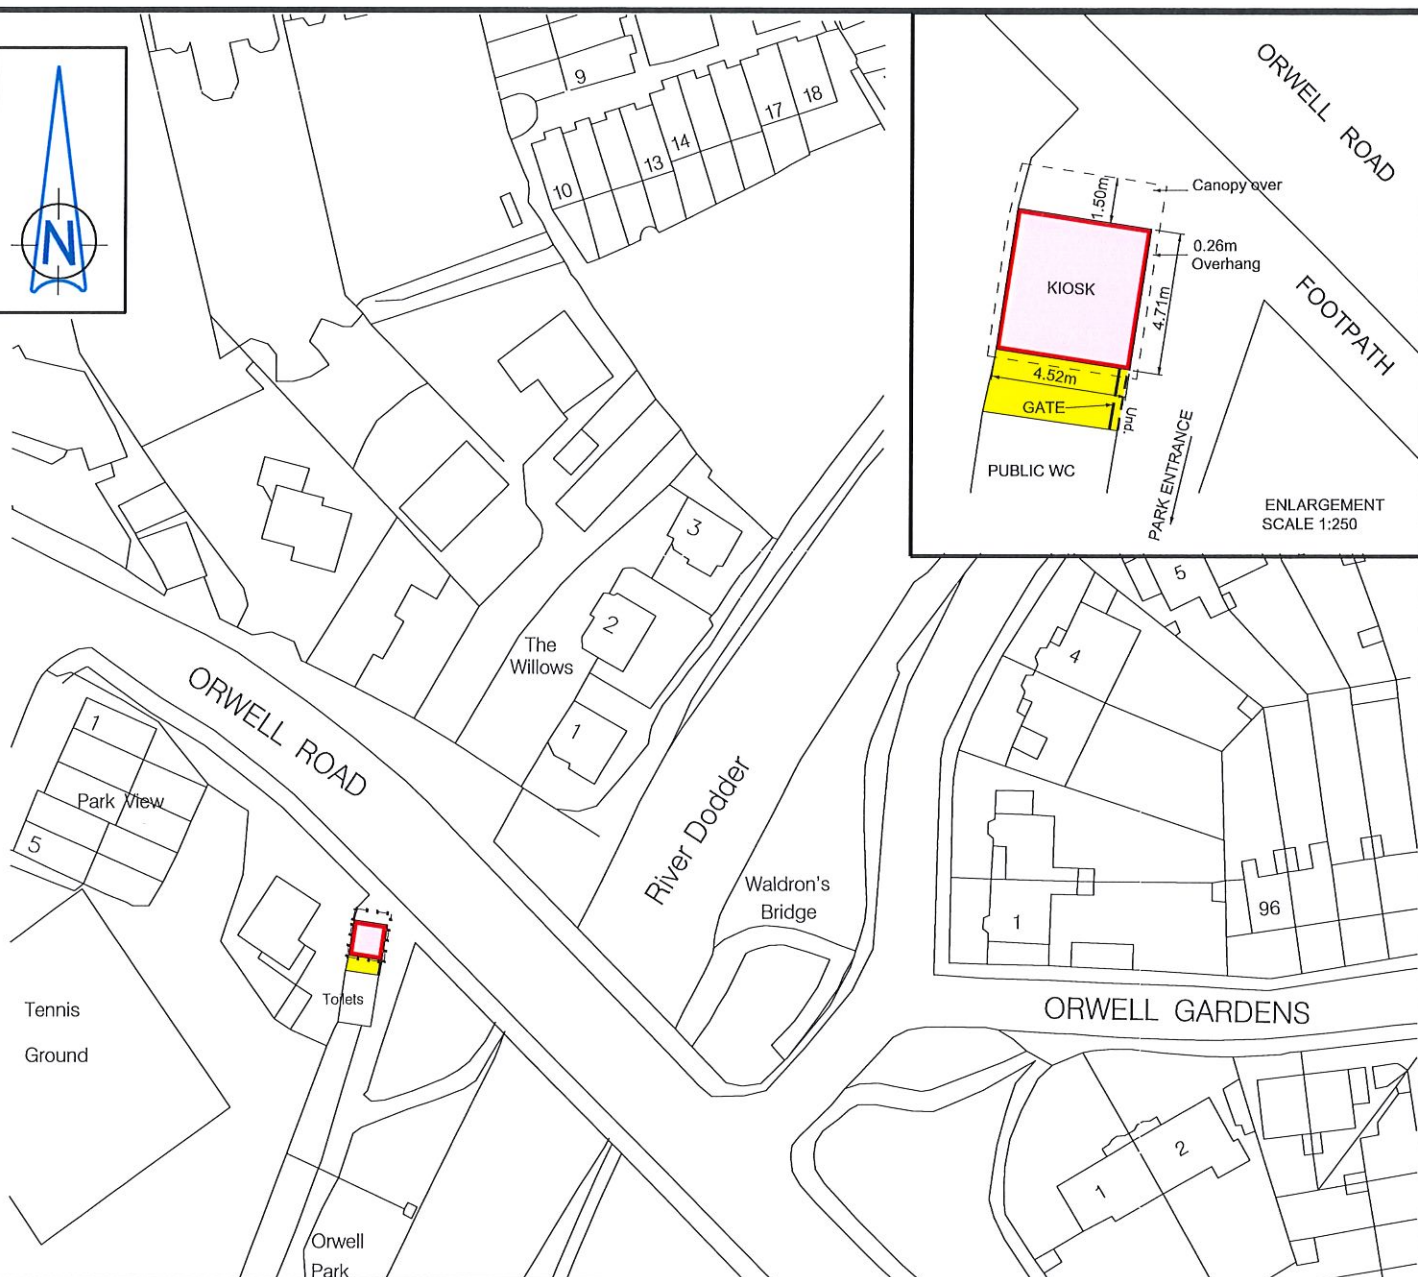 N
9
10
13
14
17
18
ORWELL ROAD
Canopy over
1.50m
0.26m
Overhang
KIOSK
4.71m
FOOTPATH
4.52m
GATE
Und.
PUBLIC WC
PARK ENTRANCE
ENLARGEMENT
SCALE 1:250
3
2
The
Willows
1
5
4
ORWELL ROAD
1
Park View
5
River Dodder
Waldron's
Bridge
1
96
Tennis
Ground
Toilets
ORWELL GARDENS
2
1
Orwell
Park